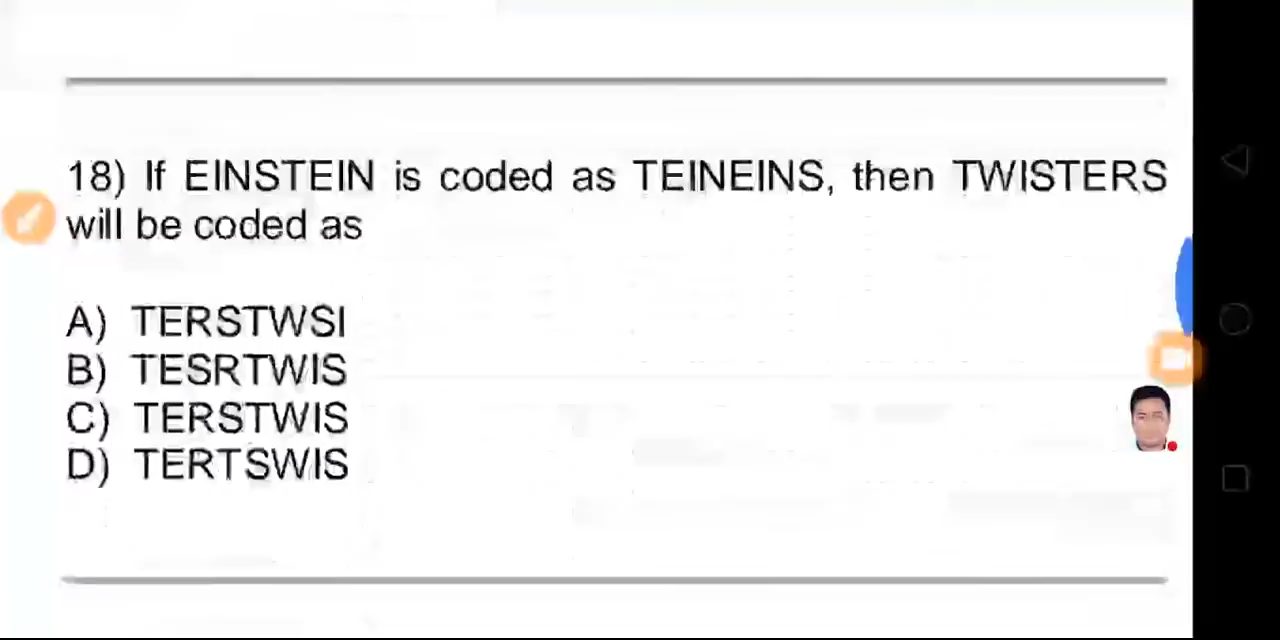 18) If EINSTEIN is coded as TEINEINS, then TWISTERS
will be coded as
A) TERSTWSI
B) TESRTWIS
C) TERSTWIS
D) TERTSWIS